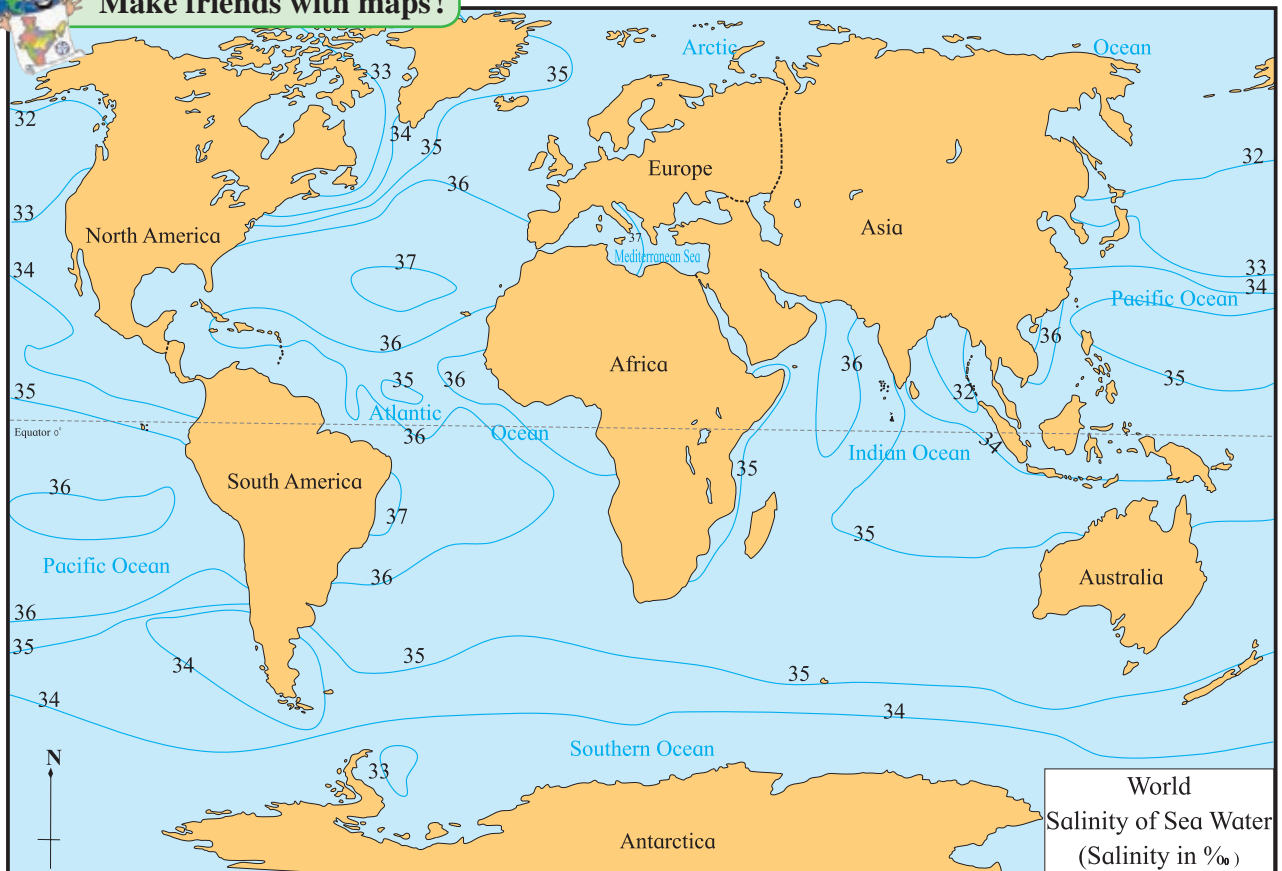 Make friends with maps!
Arctic
Ocean
33
35
32
34
35
32
Europe
36
33
North America
Asia
37
Mediterranean Sea
34
37
33
34
Pacific Ocean
36
36
Africa
36
35
36
35
32
35
Atlantic
Equator 0°
36
Ocean
34
Indian Ocean
35
South America
36
37
35
Pacific Ocean
36
Australia
36
35
35
34
35
34
34
Southern Ocean
N
33
World
Salinity of Sea Water
(Salinity in ‰)
Antarctica